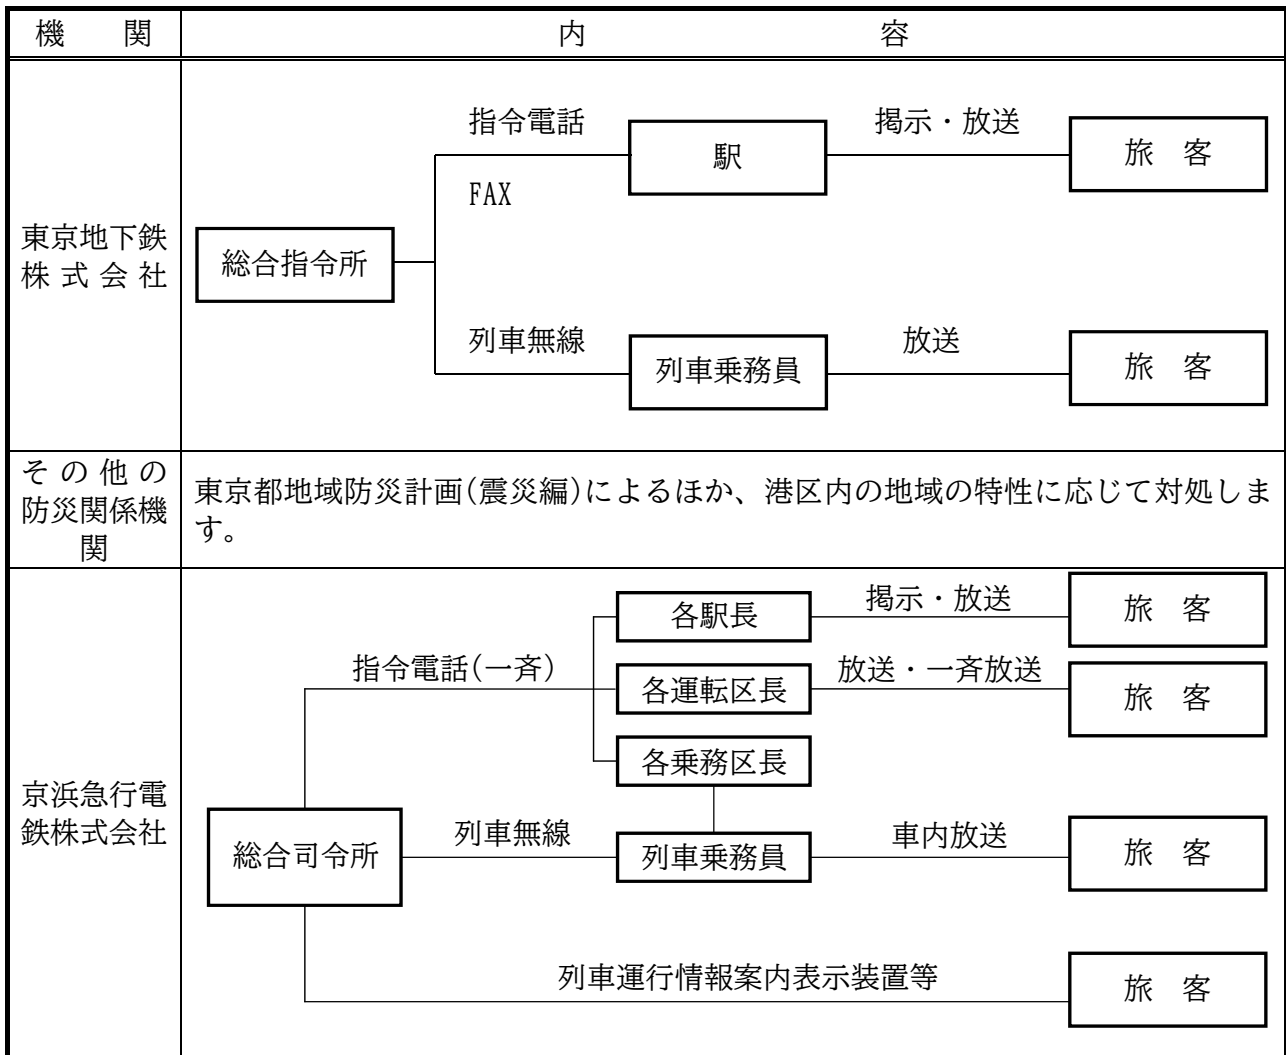 機　関
内　容
東京地下鉄
株式会社
総合指令所
指令電話
FAX
駅
掲示・放送
旅　客
列車無線
列車乗務員
放送
旅　客
その他の
防災関係機
関
東京都地域防災計画(震災編)によるほか、港区内の地域の特性に応じて対処しま
す。
京浜急行電
鉄株式会社
総合司令所
指令電話(一斉)
各駅長
掲示・放送
旅　客
各運転区長
放送・一斉放送
旅　客
各乗務区長
列車無線
列車乗務員
車内放送
旅　客
列車運行情報案内表示装置等
旅　客